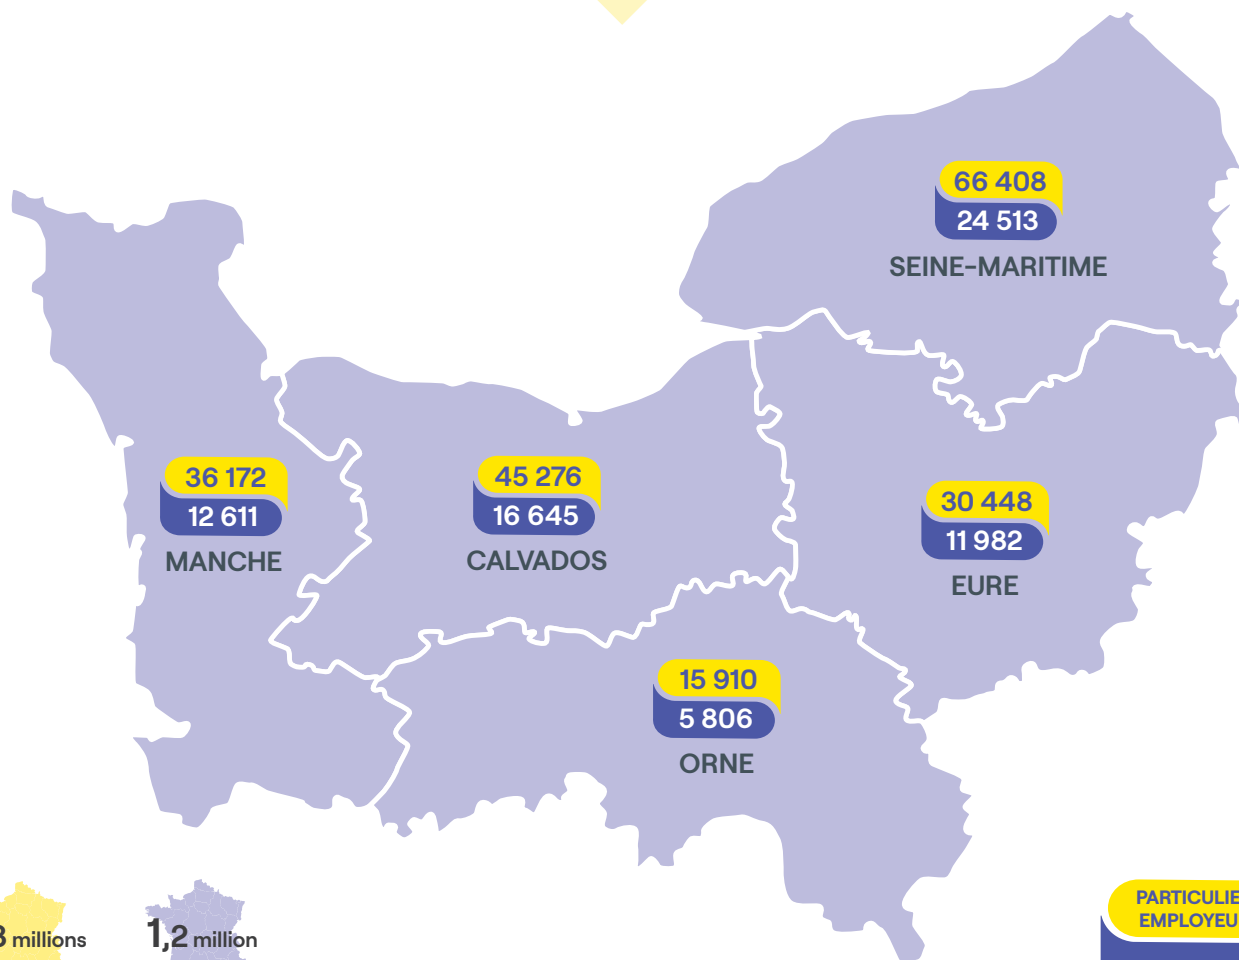 66 408
24 513
SEINE-MARITIME
36 172
12 611
MANCHE
45 276
16 645
CALVADOS
30 448
11 982
EURE
15 910
5 806
ORNE
millions
1,2 million